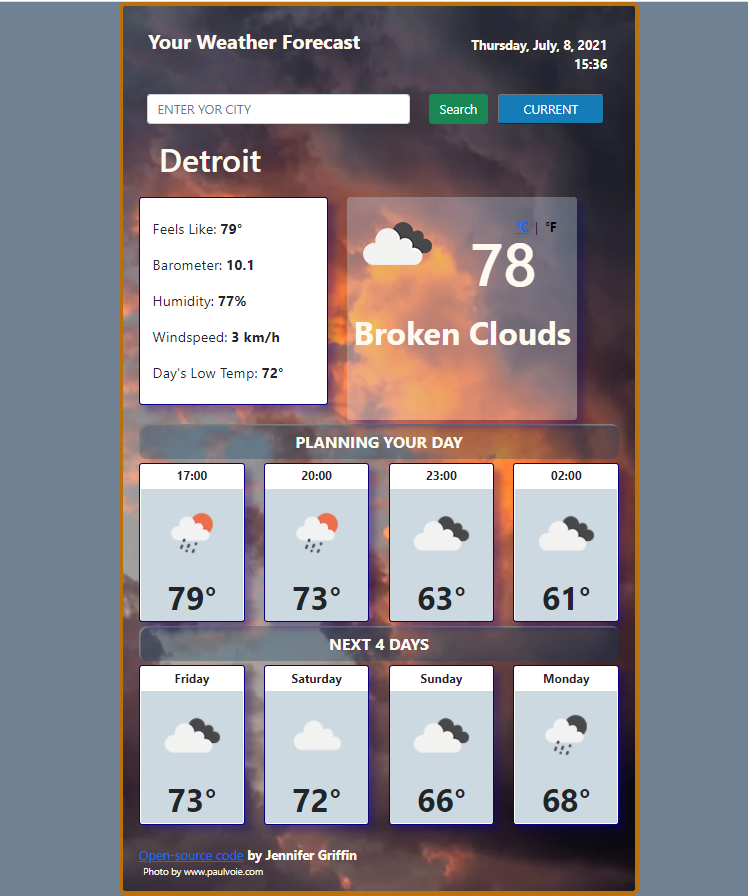 Your Weather Forecast
Thursday, July, 8, 2021
15:36
ENTER YOR CITY
Search
CURRENT
Detroit
Feels Like: 79°
Barometer: 10.1
Humidity: 77%
Windspeed: 3 km/h
Day's Low Temp: 72°
°C | °F
78
Broken Clouds
PLANNING YOUR DAY
17:00
20:00
23:00
02:00
79°
73°
63°
61°
NEXT 4 DAYS
Friday
Saturday
Sunday
Monday
73°
72°
66°
68°
Open-source code by Jennifer Griffin
Photo by www.paulvoie.com